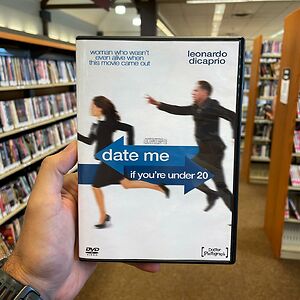 woman who wasn't
even alive when
this movie came out
leonardo
dicaprio
date me
if you're under 20
DVD